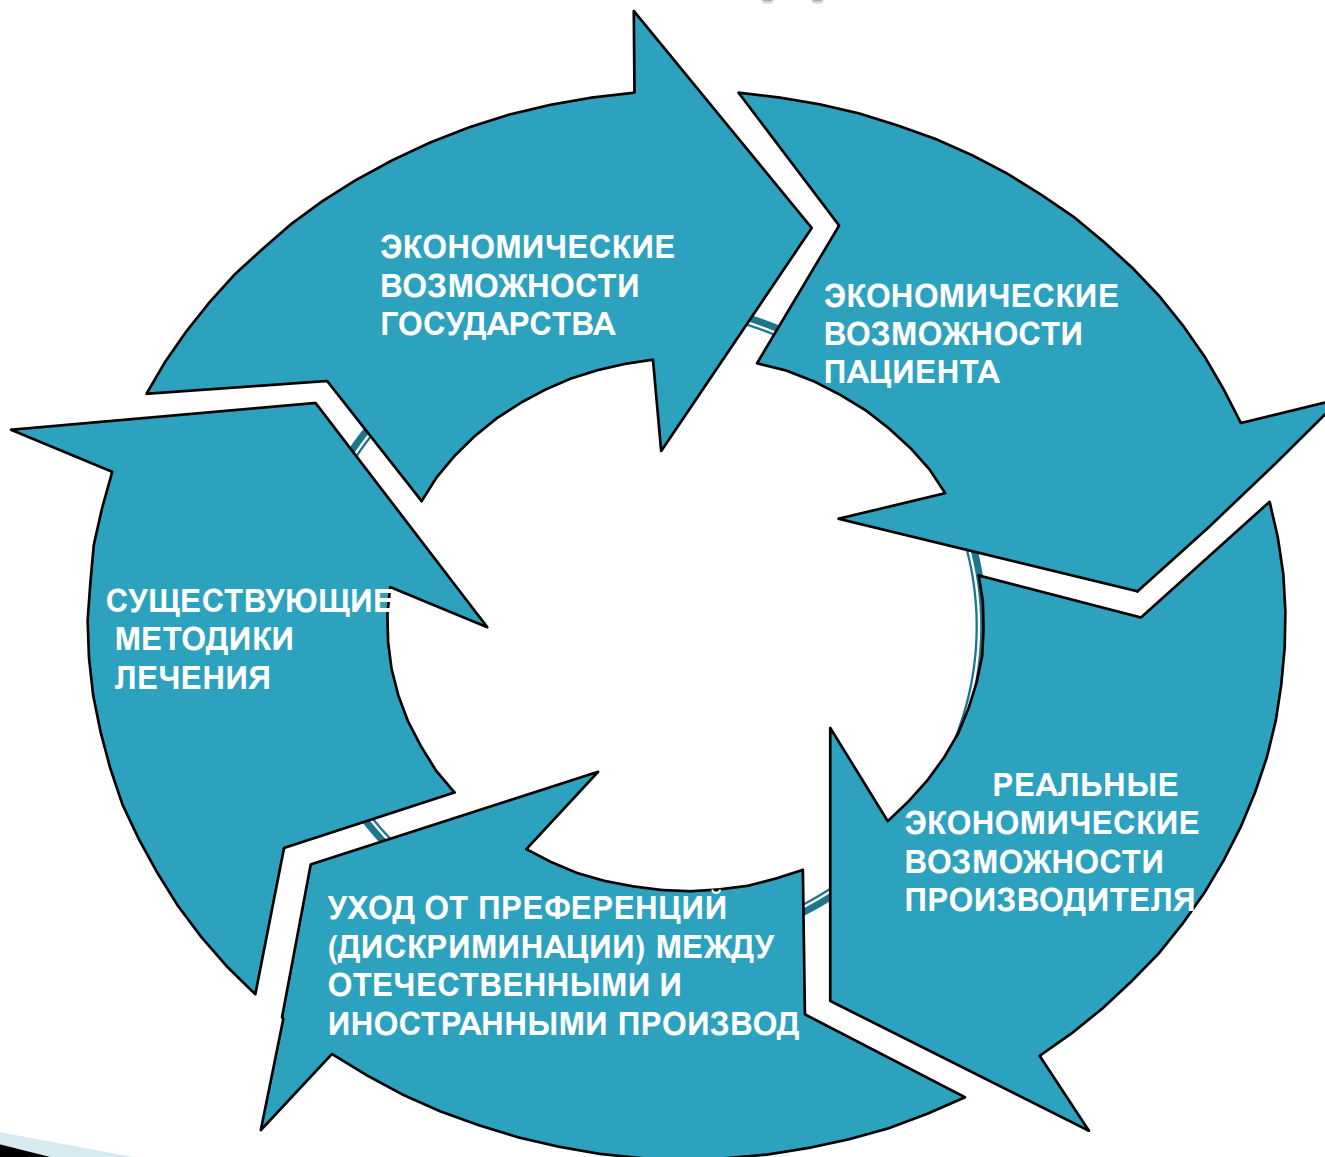 ЭКОНОМИЧЕСКИЕ
ВОЗМОЖНОСТИ
ГОСУДАРСТВА
ЭКОНОМИЧЕСКИЕ
ВОЗМОЖНОСТИ
ПАЦИЕНТА
РЕАЛЬНЫЕ
ЭКОНОМИЧЕСКИЕ
ВОЗМОЖНОСТИ
ПРОИЗВОДИТЕЛЯ
УХОД ОТ ПРЕФЕРЕНЦИЙ
(ДИСКРИМИНАЦИИ) МЕЖДУ
ОТЕЧЕСТВЕННЫМИ И
ИНОСТРАННЫМИ ПРОИЗВОД
СУЩЕСТВУЮЩИЕ
МЕТОДИКИ
ЛЕЧЕНИЯ